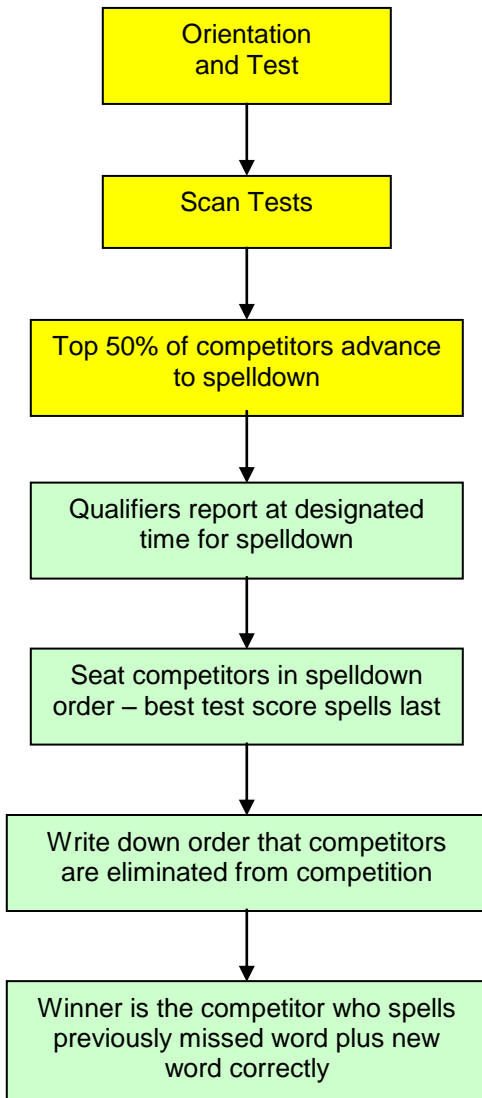 Orientation
and Test
Scan Tests
Top 50% of competitors advance
to spelldown
Qualifiers report at designated
time for spelldown
Seat competitors in spelldown
order – best test score spells last
Write down order that competitors
are eliminated from competition
Winner is the competitor who spells
previously missed word plus new
word correctly